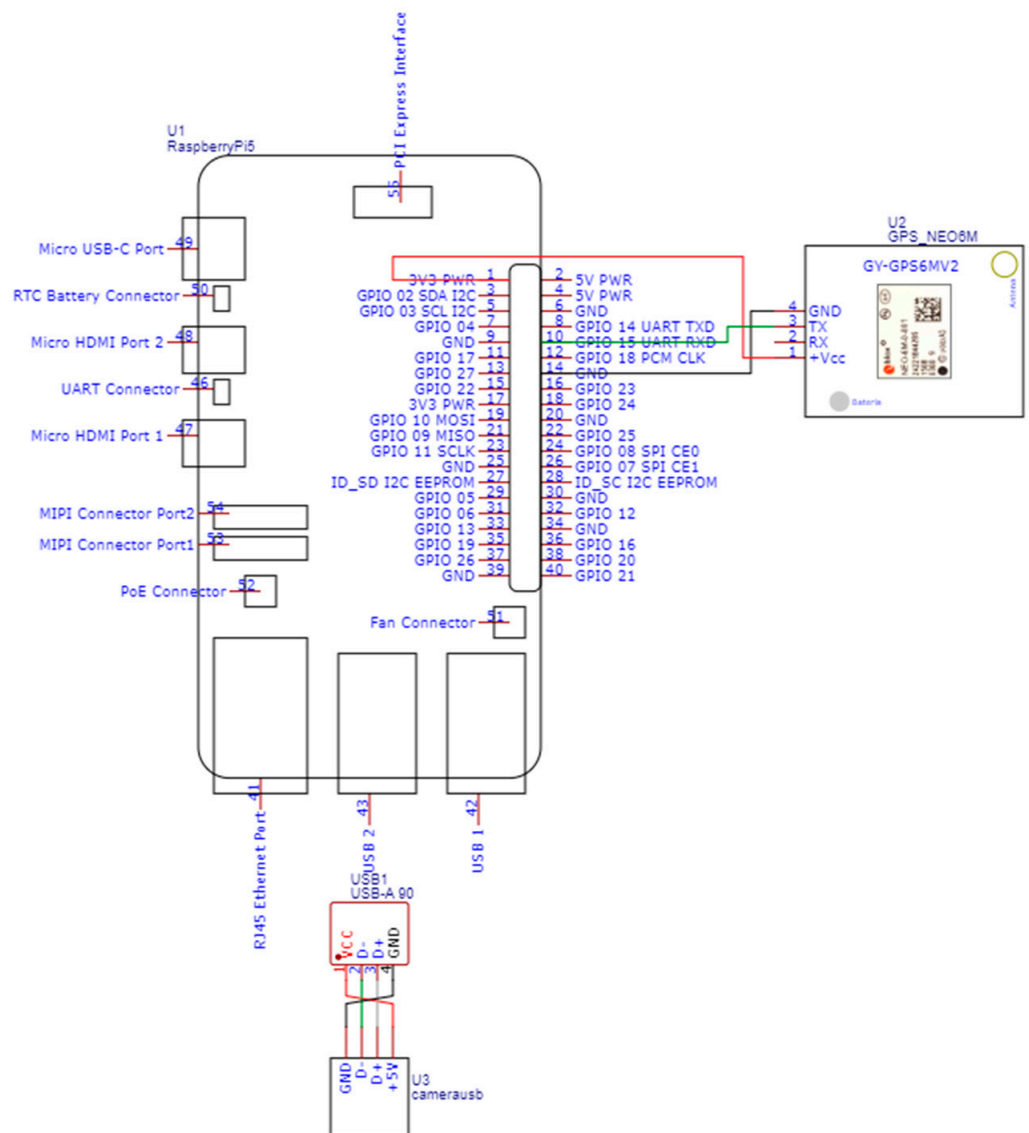 PCI Express Interface
55
U1
RaspberryPi5
Micro USB-C Port 49
RTC Battery Connector 50
Micro HDMI Port 2 48
UART Connector 46
Micro HDMI Port 1 47
MIPI Connector Port2 54
MIPI Connector Port1 53
PoE Connector 52
Fan Connector 51
3V3 PWR 1 2 5V PWR
GPIO 02 SDA I2C 3 4 5V PWR
GPIO 03 SCL I2C 5 6 GND
GPIO 04 7 8 GPIO 14 UART TXD
GND 9 10 GPIO 15 UART RXD
GPIO 17 11 12 GPIO 18 PCM CLK
GPIO 27 13 14 GND
GPIO 22 15 16 GPIO 23
3V3 PWR 17 18 GPIO 24
GPIO 10 MOSI 19 20 GND
GPIO 09 MISO 21 22 GPIO 25
GPIO 11 SCLK 23 24 GPIO 08 SPI CE0
GND 25 26 GPIO 07 SPI CE1
ID_SD I2C EEPROM 27 28 ID_SC I2C EEPROM
GPIO 05 29 30 GND
GPIO 06 31 32 GPIO 12
GPIO 13 33 34 GND
GPIO 19 35 36 GPIO 16
GPIO 26 37 38 GPIO 20
GND 39 40 GPIO 21
U2
GPS_NEO6M
GY-GPS6MV2
4 GND
3 TX
2 RX
1 +Vcc
Antenna
NEO-6M-0-001
Bateria
41
RJ45 Ethernet Port
43
USB 2
42
USB 1
USB1
USB-A 90
VCC D- D+ GND
1 2 3 4
GND D- D+ +5V
U3
camerausb